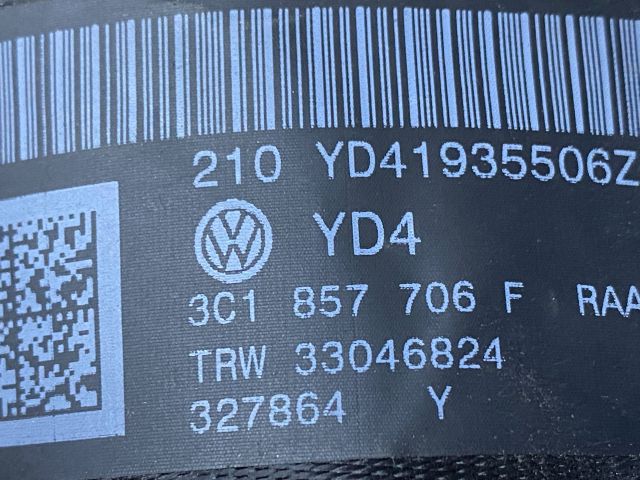 210 YD41935506Z
YD4
3C1 857 706 F RAA
TRW 33046824
327864 Y